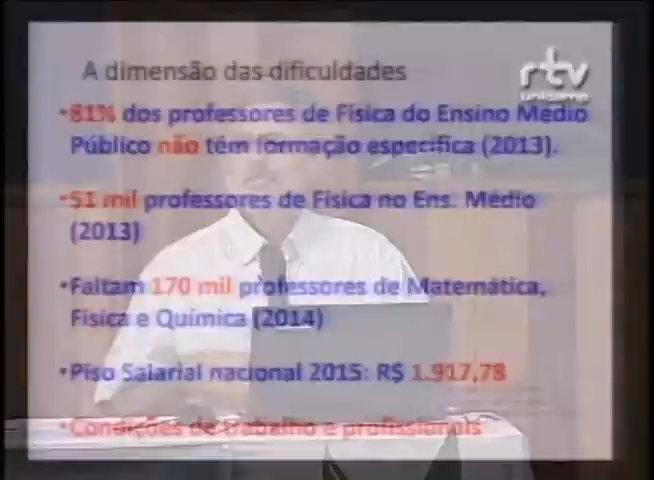 A dimensão das dificuldades
rtv
unicamp
•81% dos professores de Física do Ensino Médio
Público não têm formação específica (2013).
•51 mil professores de Física no Ens. Médio
(2013)
•Faltam 170 mil professores de Matemática,
Física e Química (2014)
•Piso Salarial nacional 2015: R$ 1.917,78
•Condições de trabalho e profissionais